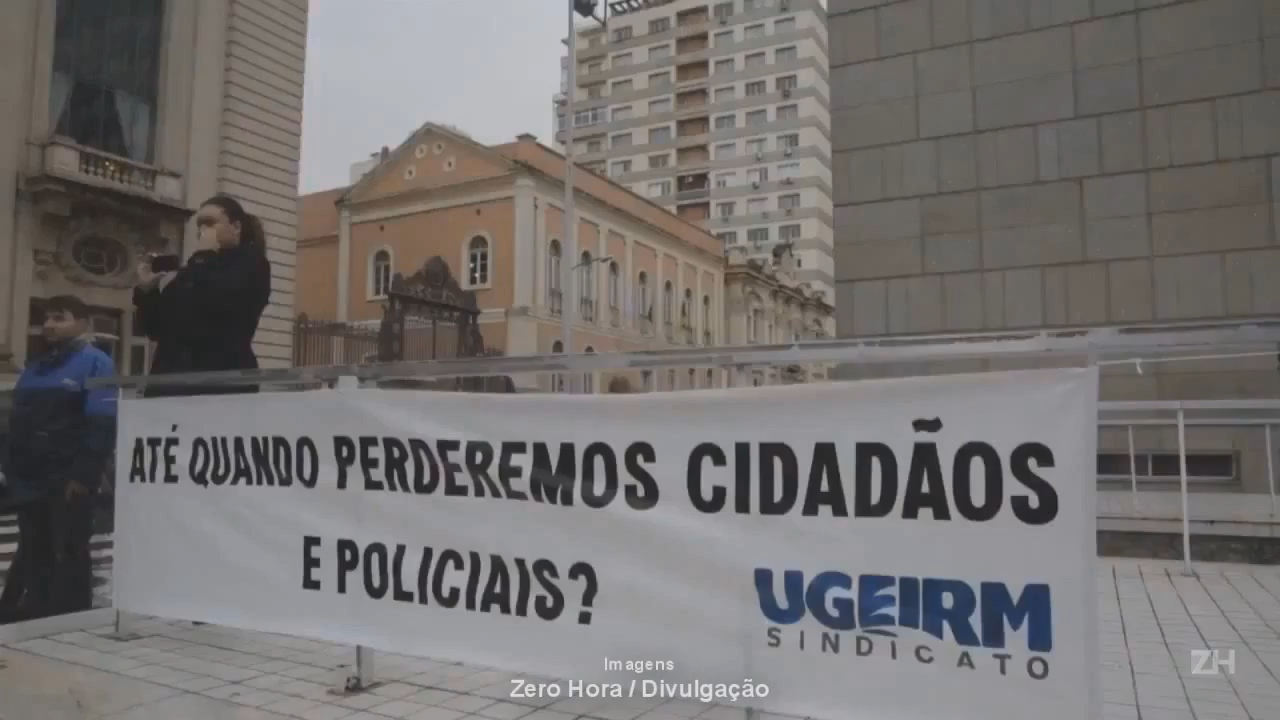 ATÉ QUANDO PERDEREMOS CIDADÃOS
E POLICIAIS?
UGEIRM
SINDICATO
Imagens
Zero Hora / Divulgação
ZH